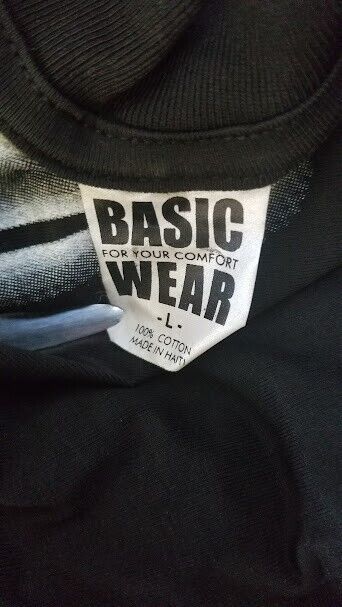 BASIC
FOR YOUR COMFORT
WEAR
-L-
100% COTTON
MADE IN HAITI